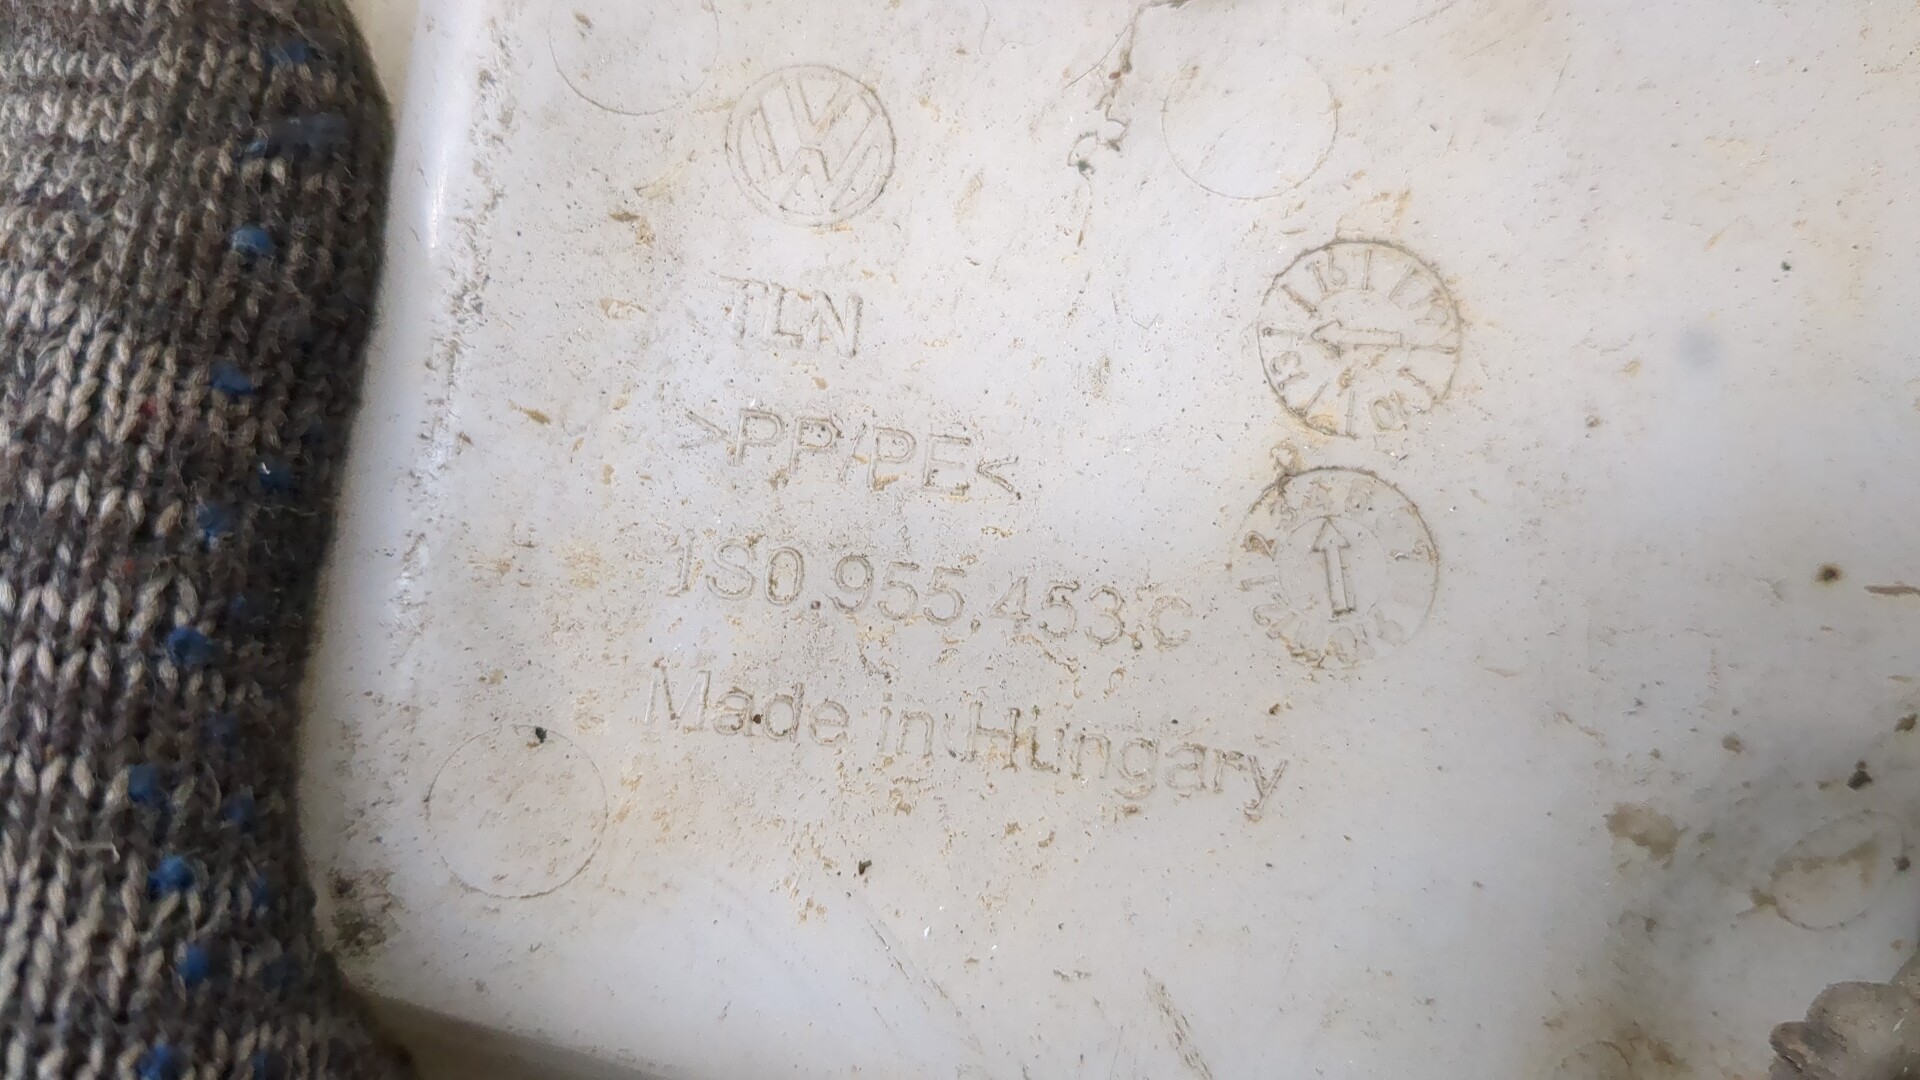 TLN
>PP/PE<
1S0.955.453.C
Made in Hungary